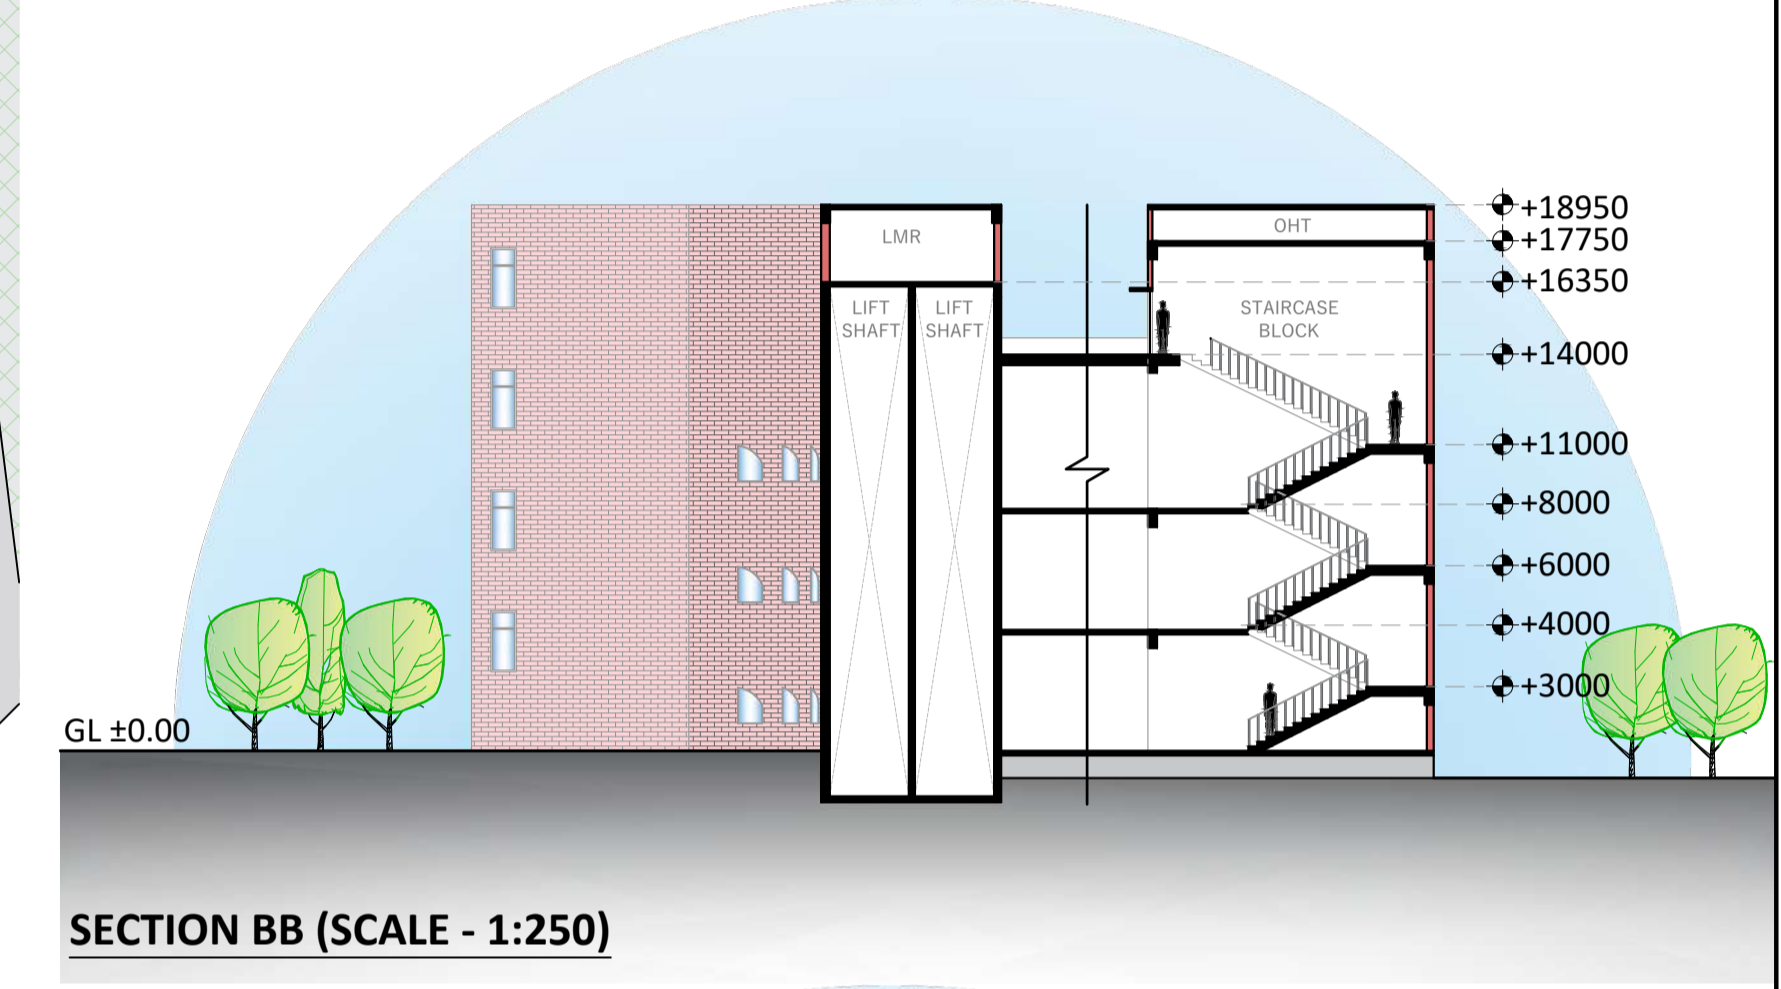 +18950
OHT
+17750
LMR
+16350
LIFT
SHAFT
LIFT
SHAFT
STAIRCASE
BLOCK
+14000
+11000
+8000
+6000
+4000
+3000
GL ±0.00
SECTION BB (SCALE - 1:250)